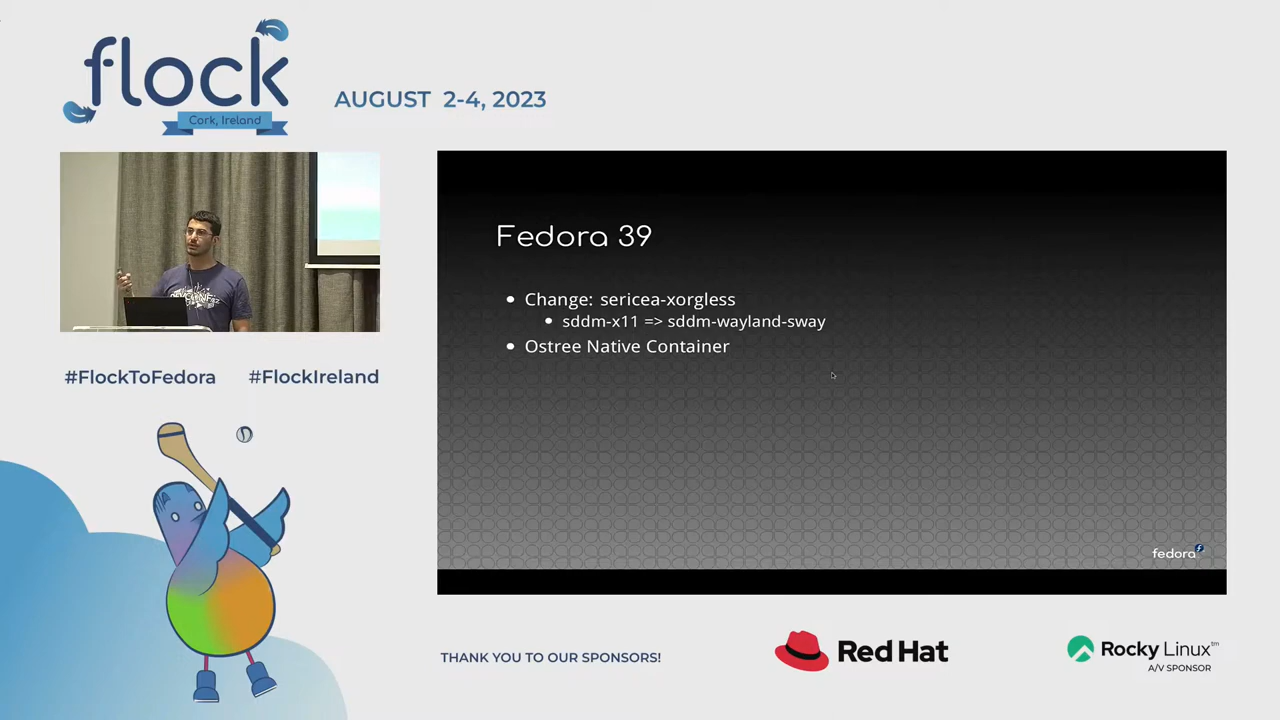 flock
Cork, Ireland
AUGUST 2-4, 2023
#FlockToFedora
#FlockIreland
Fedora 39
Change: sericea-xorgless
sddm-x11 => sddm-wayland-sway
Ostree Native Container
fedora
THANK YOU TO OUR SPONSORS!
Red Hat
Rocky Linux™
A/V SPONSOR